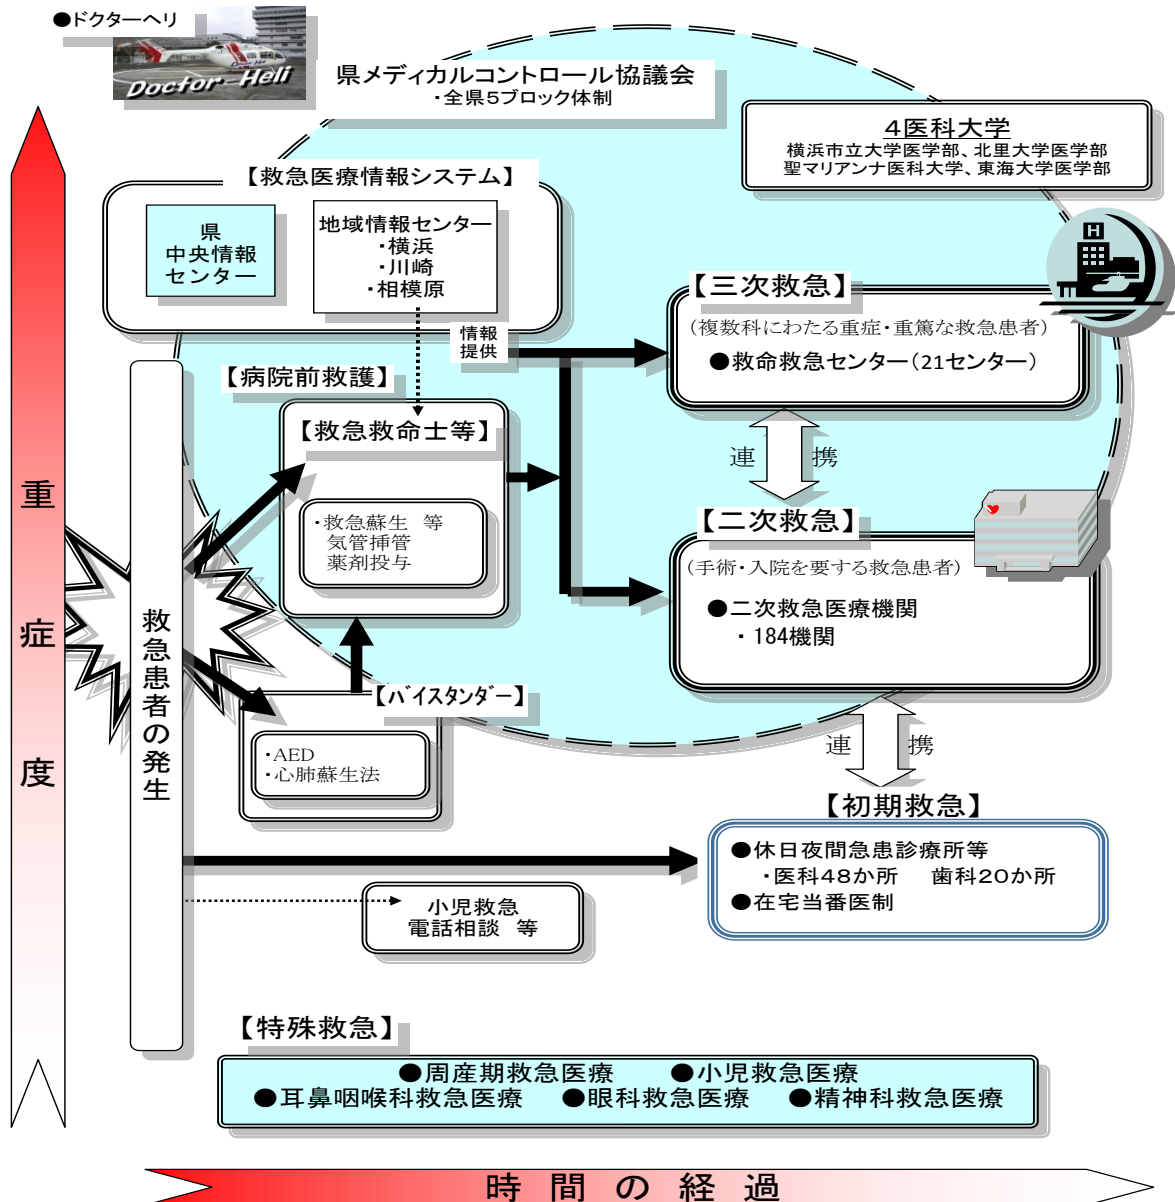 ●ドクターヘリ
Doctor-Heli
県メディカルコントロール協議会
・全県5ブロック体制
4医科大学
横浜市立大学医学部、北里大学医学部
聖マリアンナ医科大学、東海大学医学部
【救急医療情報システム】
県
中央情報
センター
地域情報センター
・横浜
・川崎
・相模原
情報
提供
H
【三次救急】
(複数科にわたる重症・重篤な救急患者)
●救命救急センター(21センター)
連 携
【病院前救護】
【救急救命士等】
・救急蘇生 等
気管挿管
薬剤投与
【二次救急】
(手術・入院を要する救急患者)
●二次救急医療機関
・184機関
重症度
救急患者の発生
【バイスタンダー】
・AED
・心肺蘇生法
連 携
【初期救急】
●休日夜間急患診療所等
・医科48か所 歯科20か所
●在宅当番医制
小児救急
電話相談 等
【特殊救急】
●周産期救急医療 ●小児救急医療
●耳鼻咽喉科救急医療 ●眼科救急医療 ●精神科救急医療
時間の経過